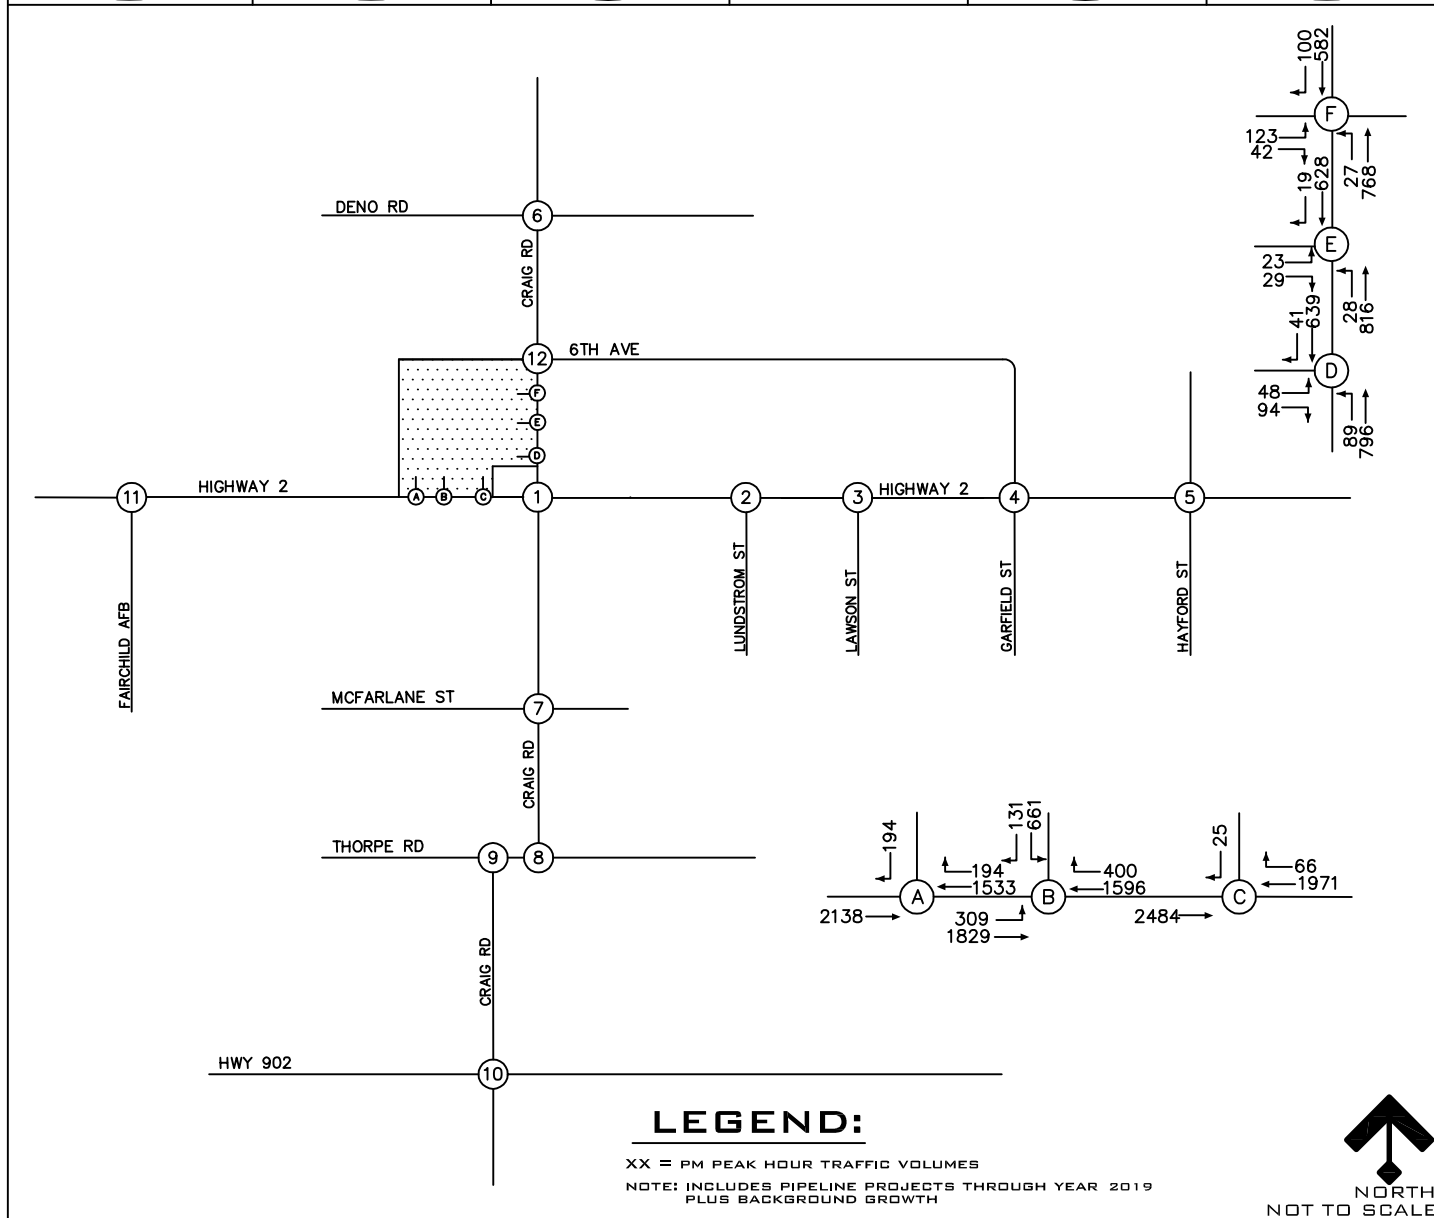 100
582
F
123
42
27
768
19
628
E
23
29
28
816
41
639
D
48
94
89
796
DENO RD
6
CRAIG RD
12
6TH AVE
F
E
D
HIGHWAY 2
11
A
B
C
1
2
3
HIGHWAY 2
4
5
FAIRCHILD AFB
LUNDSTROM ST
LAWSON ST
GARFIELD ST
HAYFORD ST
MCFARLANE ST
7
CRAIG RD
THORPE RD
9
8
CRAIG RD
HWY 902
10
194
194
1533
A
2138
131
661
400
1596
B
309
1829
25
66
1971
C
2484
LEGEND:
XX = PM PEAK HOUR TRAFFIC VOLUMES
NOTE: INCLUDES PIPELINE PROJECTS THROUGH YEAR 2019
PLUS BACKGROUND GROWTH
NORTH
NOT TO SCALE